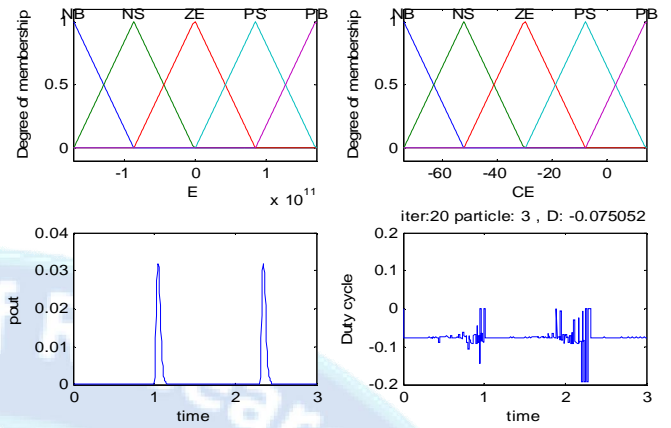 NB NS ZE PS PB
Degree of membership
1
0.5
0
-1 0 1
E
x 10^11
NB NS ZE PS PB
Degree of membership
1
0.5
0
-60 -40 -20 0
CE
0.04
0.03
0.02
0.01
0
pout
0 1 2 3
time
iter:20 particle: 3 , D: -0.075052
0.2
0.1
0
-0.1
-0.2
Duty cycle
0 1 2 3
time